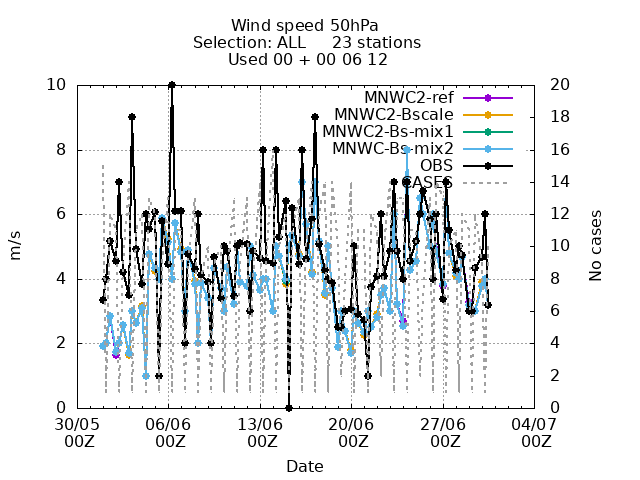 Wind speed 50hPa
Selection: ALL 23 stations
Used 00 + 00 06 12
MNWC2-ref
MNWC2-Bscale
MNWC2-Bs-mix1
MNWC-Bs-mix2
OBS
CASES
10
8
6
4
2
0
m/s
20
18
16
14
12
10
8
6
4
2
0
No cases
30/05 06/06 13/06 20/06 27/06 04/07
00Z 00Z 00Z 00Z 00Z 00Z
Date